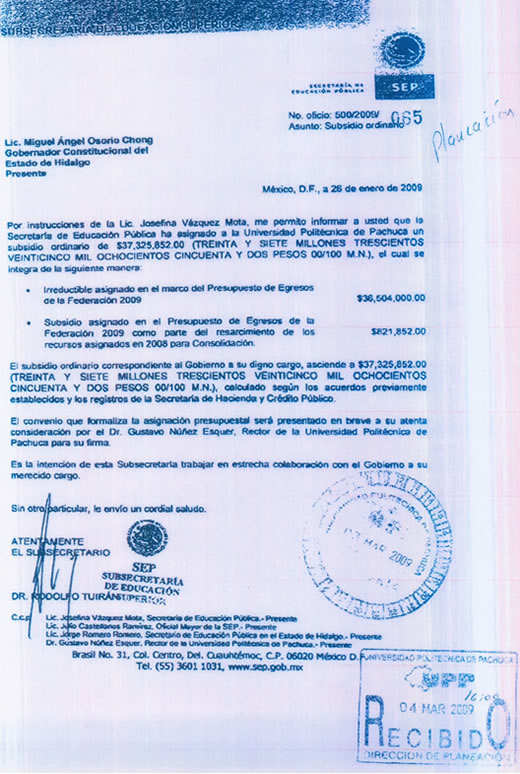 SUBSECRETARÍA DE EDUCACIÓN SUPERIOR
SECRETARÍA DE
EDUCACIÓN PÚBLICA
SEP
No. oficio: 500/2009/ 065
Asunto: Subsidio ordinario
Planeación
Lic. Miguel Ángel Osorio Chong
Gobernador Constitucional del
Estado de Hidalgo
Presente
México, D.F., a 26 de enero de 2009
Por instrucciones de la Lic. Josefina Vázquez Mota, me permito informar a usted que la
Secretaría de Educación Pública ha asignado a la Universidad Politécnica de Pachuca un
subsidio ordinario de $37,325,852.00 (TREINTA Y SIETE MILLONES TRESCIENTOS
VEINTICINCO MIL OCHOCIENTOS CINCUENTA Y DOS PESOS 00/100 M.N.), el cual se
integra de la siguiente manera:
• Irreductible asignado en el marco del Presupuesto de Egresos
de la Federación 2009 $36,504,000.00
• Subsidio asignado en el Presupuesto de Egresos de la
Federación 2009 como parte del resarcimiento de los $821,852.00
recursos asignados en 2008 para Consolidación.
El subsidio ordinario correspondiente al Gobierno a su digno cargo, asciende a $37,325,852.00
(TREINTA Y SIETE MILLONES TRESCIENTOS VEINTICINCO MIL OCHOCIENTOS
CINCUENTA Y DOS PESOS 00/100 M.N.), calculado según los acuerdos previamente
establecidos y los registros de la Secretaría de Hacienda y Crédito Público.
El convenio que formaliza la asignación presupuestal será presentado en breve a su atenta
consideración por el Dr. Gustavo Núñez Esquer, Rector de la Universidad Politécnica de
Pachuca para su firma.
Es la intención de esta Subsecretaría trabajar en estrecha colaboración con el Gobierno a su
merecido cargo.
Sin otro particular, le envío un cordial saludo.
ATENTAMENTE
EL SUBSECRETARIO
SEP
SUBSECRETARÍA
DE EDUCACIÓN
SUPERIOR
DR. RODOLFO TUIRÁN
UNIVERSIDAD POLITECNICA DE PACHUCA
03 MAR 2009
C.c.p Lic. Josefina Vázquez Mota, Secretaria de Educación Pública.- Presente
Lic. Julio Castellanos Ramírez, Oficial Mayor de la SEP.- Presente
Lic. Jorge Romero Romero, Secretario de Educación Pública en el Estado de Hidalgo.- Presente
Dr. Gustavo Núñez Esquer, Rector de la Universidad Politécnica de Pachuca.- Presente
Brasil No. 31, Col. Centro, Del. Cuauhtémoc, C.P. 06020 México D.F.
Tel. (55) 3601 1031, www.sep.gob.mx
UNIVERSIDAD POLITECNICA DE PACHUCA
UPP
16:09
04 MAR 2009
RECIBIDO
DIRECCION DE PLANEACION